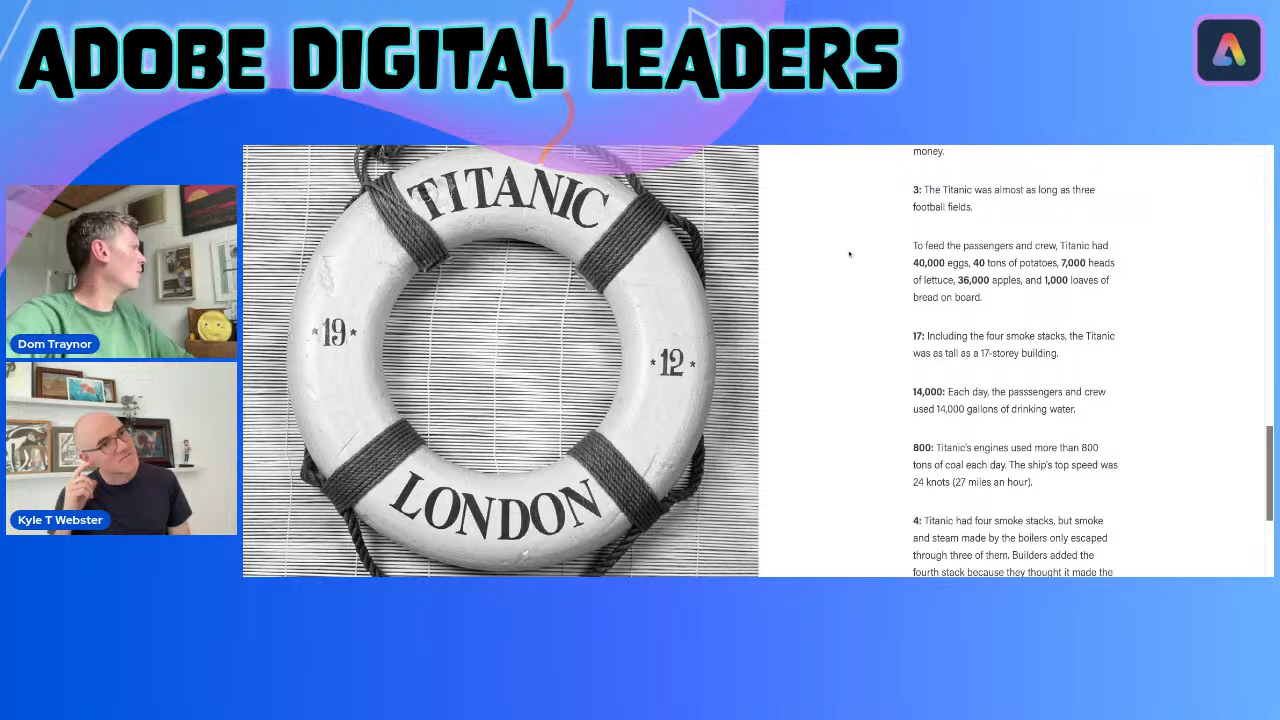 ADOBE DIGITAL LEADERS
Dom Traynor
Kyle T Webster
TITANIC
*19*
*12*
LONDON
money.
3: The Titanic was almost as long as three
football fields.
To feed the passengers and crew, Titanic had
40,000 eggs, 40 tons of potatoes, 7,000 heads
of lettuce, 36,000 apples, and 1,000 loaves of
bread on board.
17: Including the four smoke stacks, the Titanic
was as tall as a 17-storey building.
14,000: Each day, the passsengers and crew
used 14,000 gallons of drinking water.
800: Titanic's engines used more than 800
tons of coal each day. The ship's top speed was
24 knots (27 miles an hour).
4: Titanic had four smoke stacks, but smoke
and steam made by the boilers only escaped
through three of them. Builders added the
fourth stack because they thought it made the